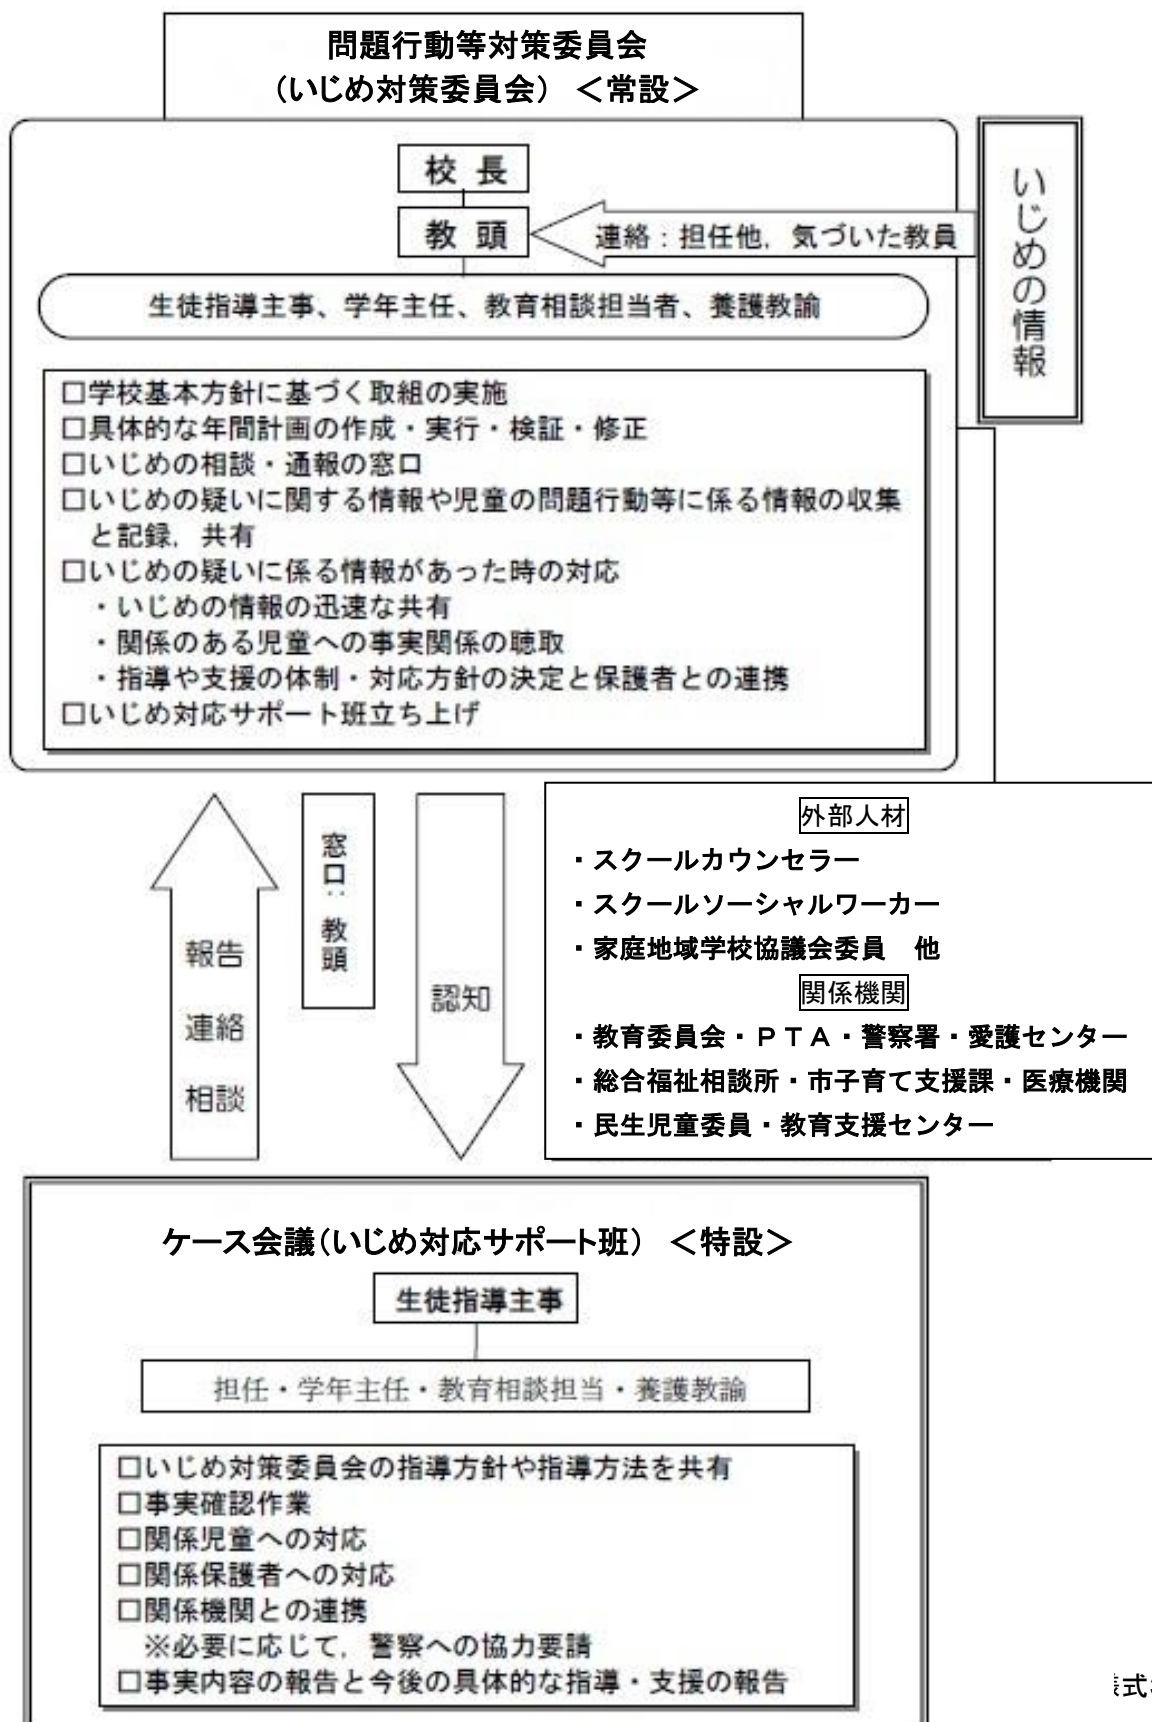 問題行動等対策委員会
(いじめ対策委員会) <常設>
校 長
教 頭
連絡：担任他，気づいた教員
いじめの情報
生徒指導主事、学年主任、教育相談担当者、養護教諭
□学校基本方針に基づく取組の実施
□具体的な年間計画の作成・実行・検証・修正
□いじめの相談・通報の窓口
□いじめの疑いに関する情報や児童の問題行動等に係る情報の収集
と記録，共有
□いじめの疑いに係る情報があった時の対応
・いじめの情報の迅速な共有
・関係のある児童への事実関係の聴取
・指導や支援の体制・対応方針の決定と保護者との連携
□いじめ対応サポート班立ち上げ
報告
連絡
相談
窓口：教頭
認知
外部人材
・スクールカウンセラー
・スクールソーシャルワーカー
・家庭地域学校協議会委員　他
関係機関
・教育委員会・ＰＴＡ・警察署・愛護センター
・総合福祉相談所・市子育て支援課・医療機関
・民生児童委員・教育支援センター
ケース会議(いじめ対応サポート班) <特設>
生徒指導主事
担任・学年主任・教育相談担当・養護教諭
□いじめ対策委員会の指導方針や指導方法を共有
□事実確認作業
□関係児童への対応
□関係保護者への対応
□関係機関との連携
※必要に応じて，警察への協力要請
□事実内容の報告と今後の具体的な指導・支援の報告